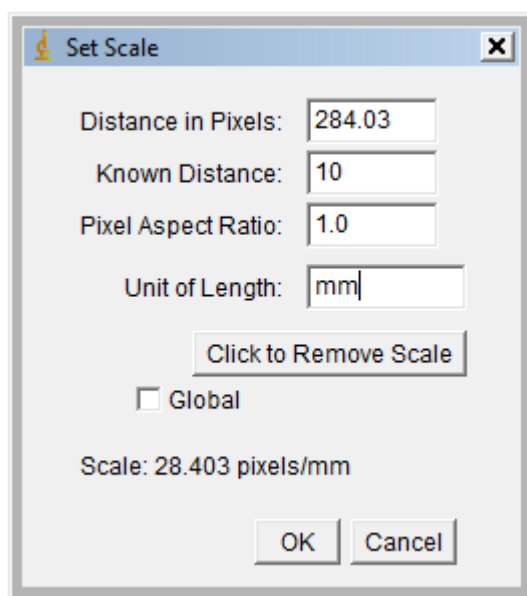 Set Scale
Distance in Pixels: 284.03
Known Distance: 10
Pixel Aspect Ratio: 1.0
Unit of Length: mm
Click to Remove Scale
Global
Scale: 28.403 pixels/mm
OK Cancel